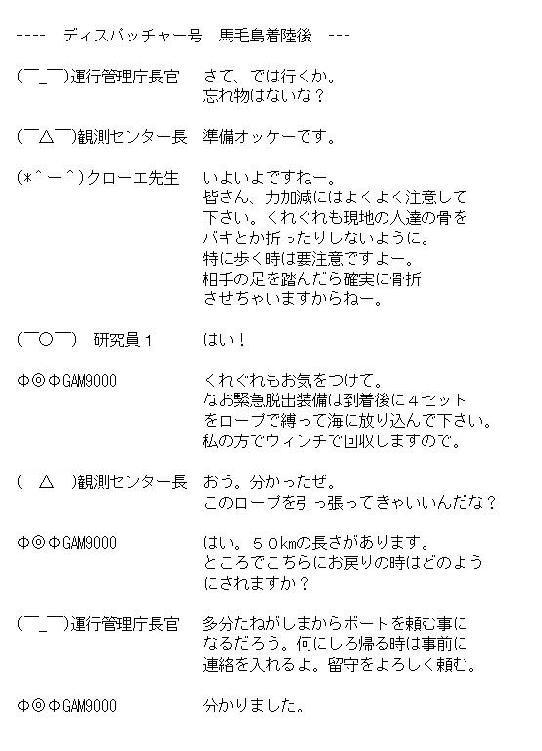 ---- ディスパッチャー号 馬毛島着陸後 ---
(￣_￣)運行管理庁長官 さて、では行くか。
忘れ物はないな？
(￣△￣)観測センター長 準備オッケーです。
(*＾ー＾)クローエ先生 いよいよですねー。
皆さん、力加減にはよくよく注意して
下さい。くれぐれも現地の人達の骨を
バキとか折ったりしないように。
特に歩く時は要注意ですよー。
相手の足を踏んだら確実に骨折
させちゃいますからねー。
(￣○￣) 研究員１ はい！
Φ◎ΦGAM9000 くれぐれもお気をつけて。
なお緊急脱出装備は到着後に４セット
をロープで縛って海に放り込んで下さい。
私の方でウィンチで回収しますので。
( △ )観測センター長 おう。分かったぜ。
このロープを引っ張ってきゃいいんだな？
Φ◎ΦGAM9000 はい。５０kmの長さがあります。
ところでこちらにお戻りの時はどのよう
にされますか？
(￣_￣)運行管理庁長官 多分たねがしまからボートを頼む事に
なるだろう。何にしろ帰る時は事前に
連絡を入れるよ。留守をよろしく頼む。
Φ◎ΦGAM9000 分かりました。